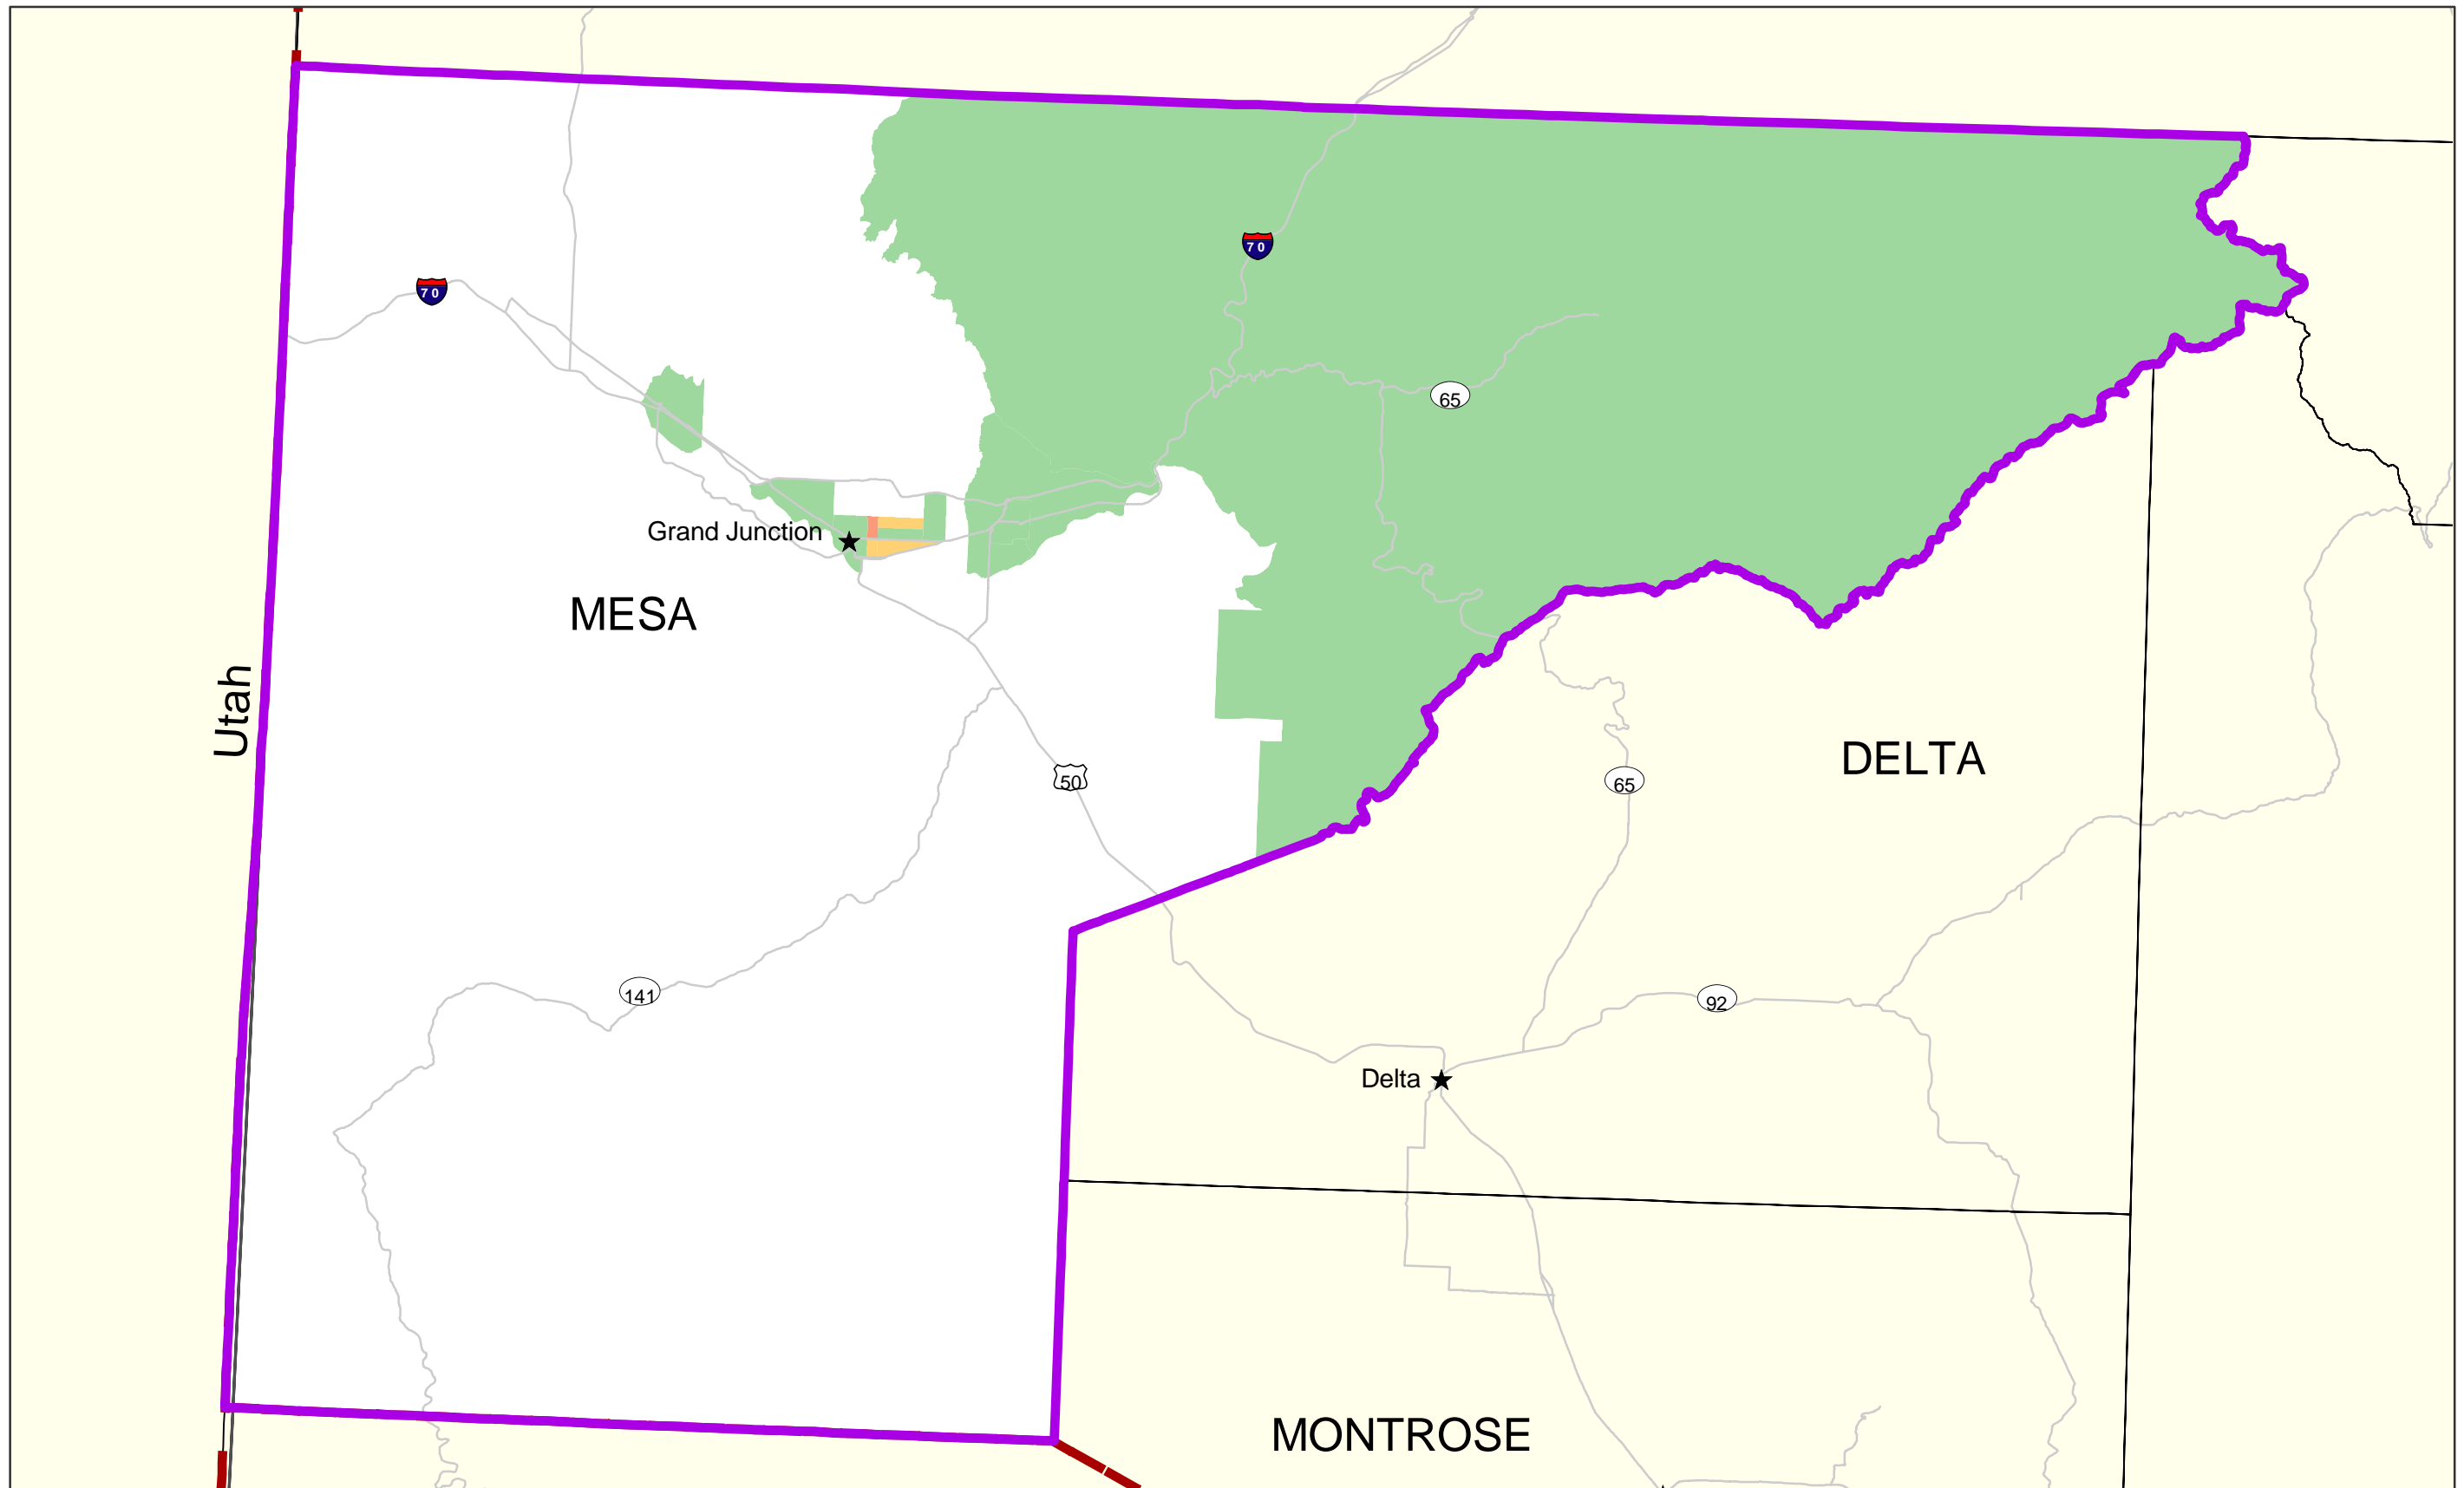 70
70
65
Grand Junction
MESA
Utah
50
65
DELTA
141
92
Delta
MONTROSE